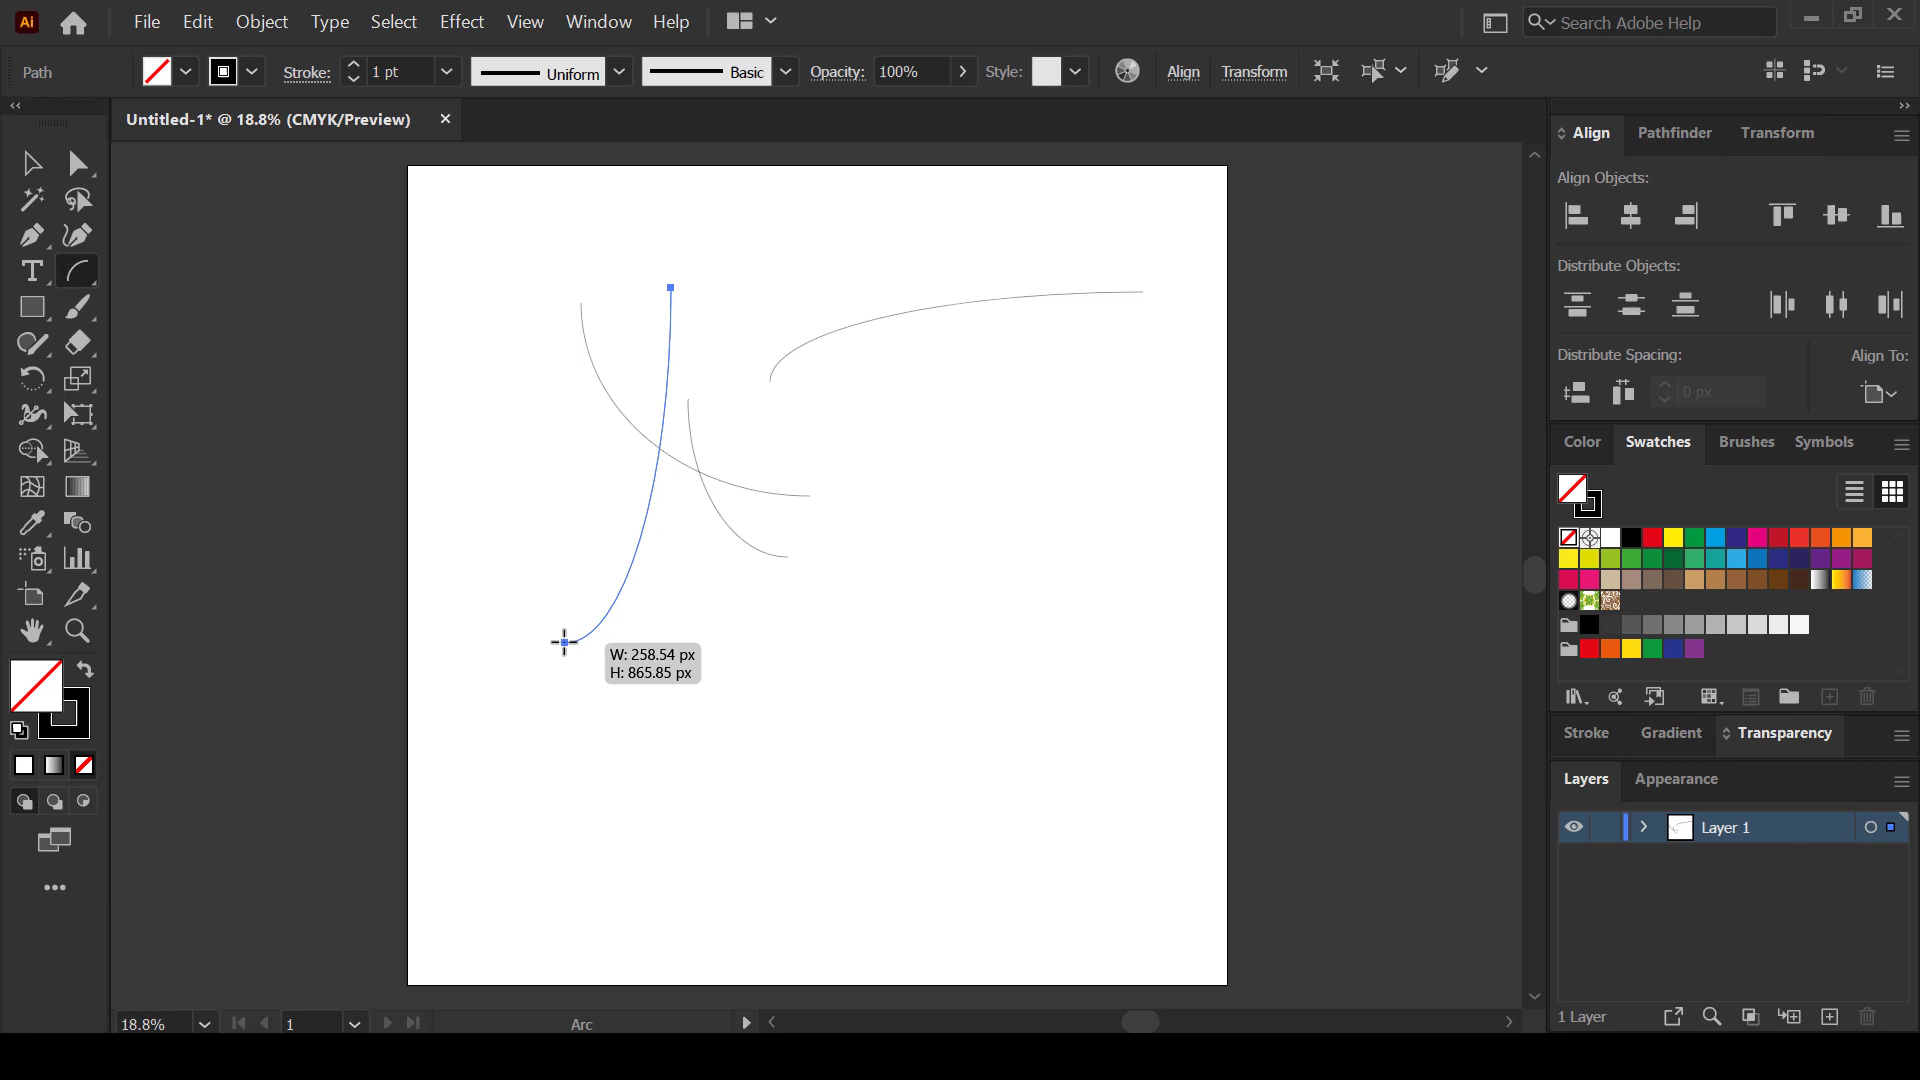 Ai File Edit Object Type Select Effect View Window Help Search Adobe Help
Path Stroke: 1 pt Uniform Basic Opacity: 100% Style: Align Transform
Untitled-1* @ 18.8% (CMYK/Preview)
Align Pathfinder Transform
Align Objects:
Distribute Objects:
Distribute Spacing: Align To:
0 px
Color Swatches Brushes Symbols
W: 258.54 px
H: 865.85 px
Stroke Gradient Transparency
Layers Appearance
Layer 1
1 Layer
18.8% 1 Arc